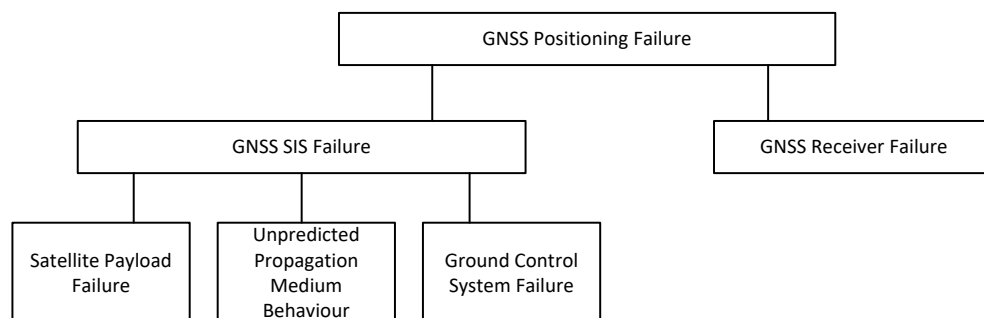 GNSS Positioning Failure
GNSS SIS Failure
GNSS Receiver Failure
Satellite Payload
Failure
Unpredicted
Propagation
Medium
Behaviour
Ground Control
System Failure